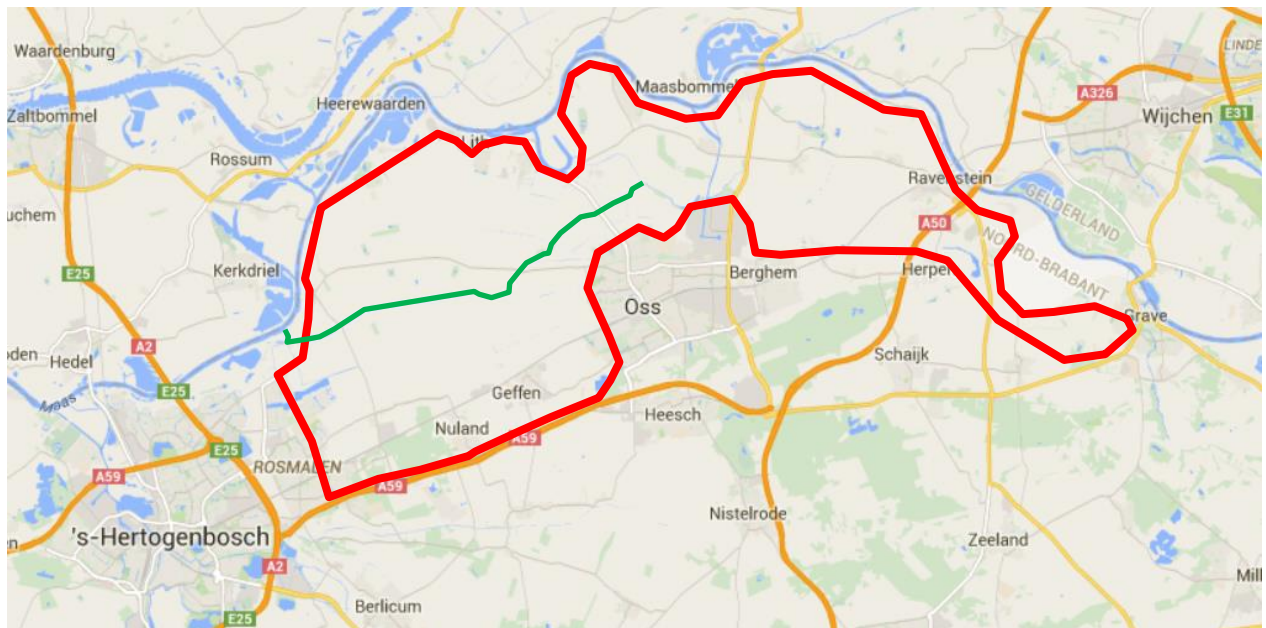 LINDE
Waardenburg
Maasbommel
A326
Heerewaarden
Zaltbommel
Wijchen
E31
Rossum
Ravenstein
GELDERLAND
uchem
A50
NOORD-BRABANT
Kerkdriel
E25
Berghem
Herpen
Oss
Grave
A2
oden
Hedel
Schaijk
E25
Geffen
Maas
Heesch
Nuland
A59
E25
ROSMALEN
A59
A59
Nistelrode
's-Hertogenbosch
Zeeland
en
A2
Mill
Berlicum
E25